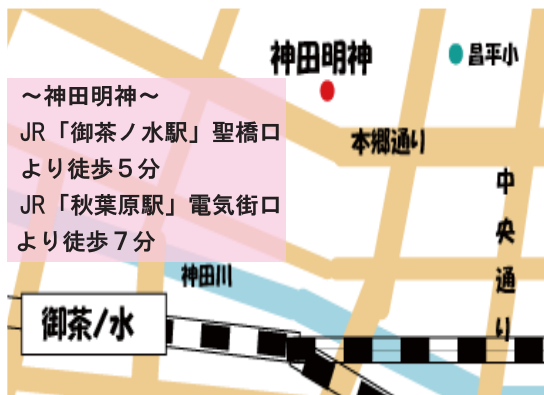 神田明神
昌平小
～神田明神～
JR「御茶ノ水駅」聖橋口
より徒歩５分
JR「秋葉原駅」電気街口
より徒歩７分
本郷通り
中央通り
神田川
御茶ノ水